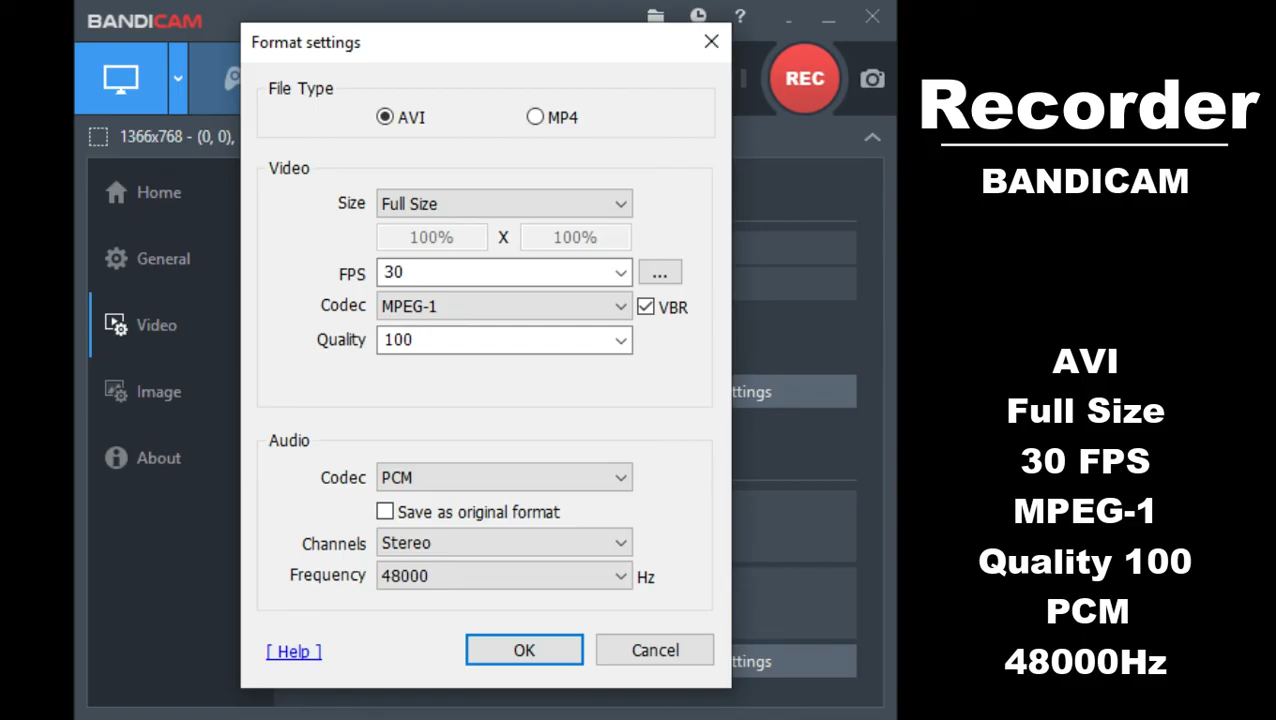 BANDICAM
?
Format settings
File Type
AVI
MP4
REC
1366x768 - (0, 0),
Home
General
Video
Image
About
Video
Size
Full Size
100%
X
100%
FPS
30
...
Codec
MPEG-1
VBR
Quality
100
ttings
Audio
Codec
PCM
Save as original format
Channels
Stereo
Frequency
48000
Hz
[ Help ]
OK
Cancel
ttings
Recorder
BANDICAM
AVI
Full Size
30 FPS
MPEG-1
Quality 100
PCM
48000Hz